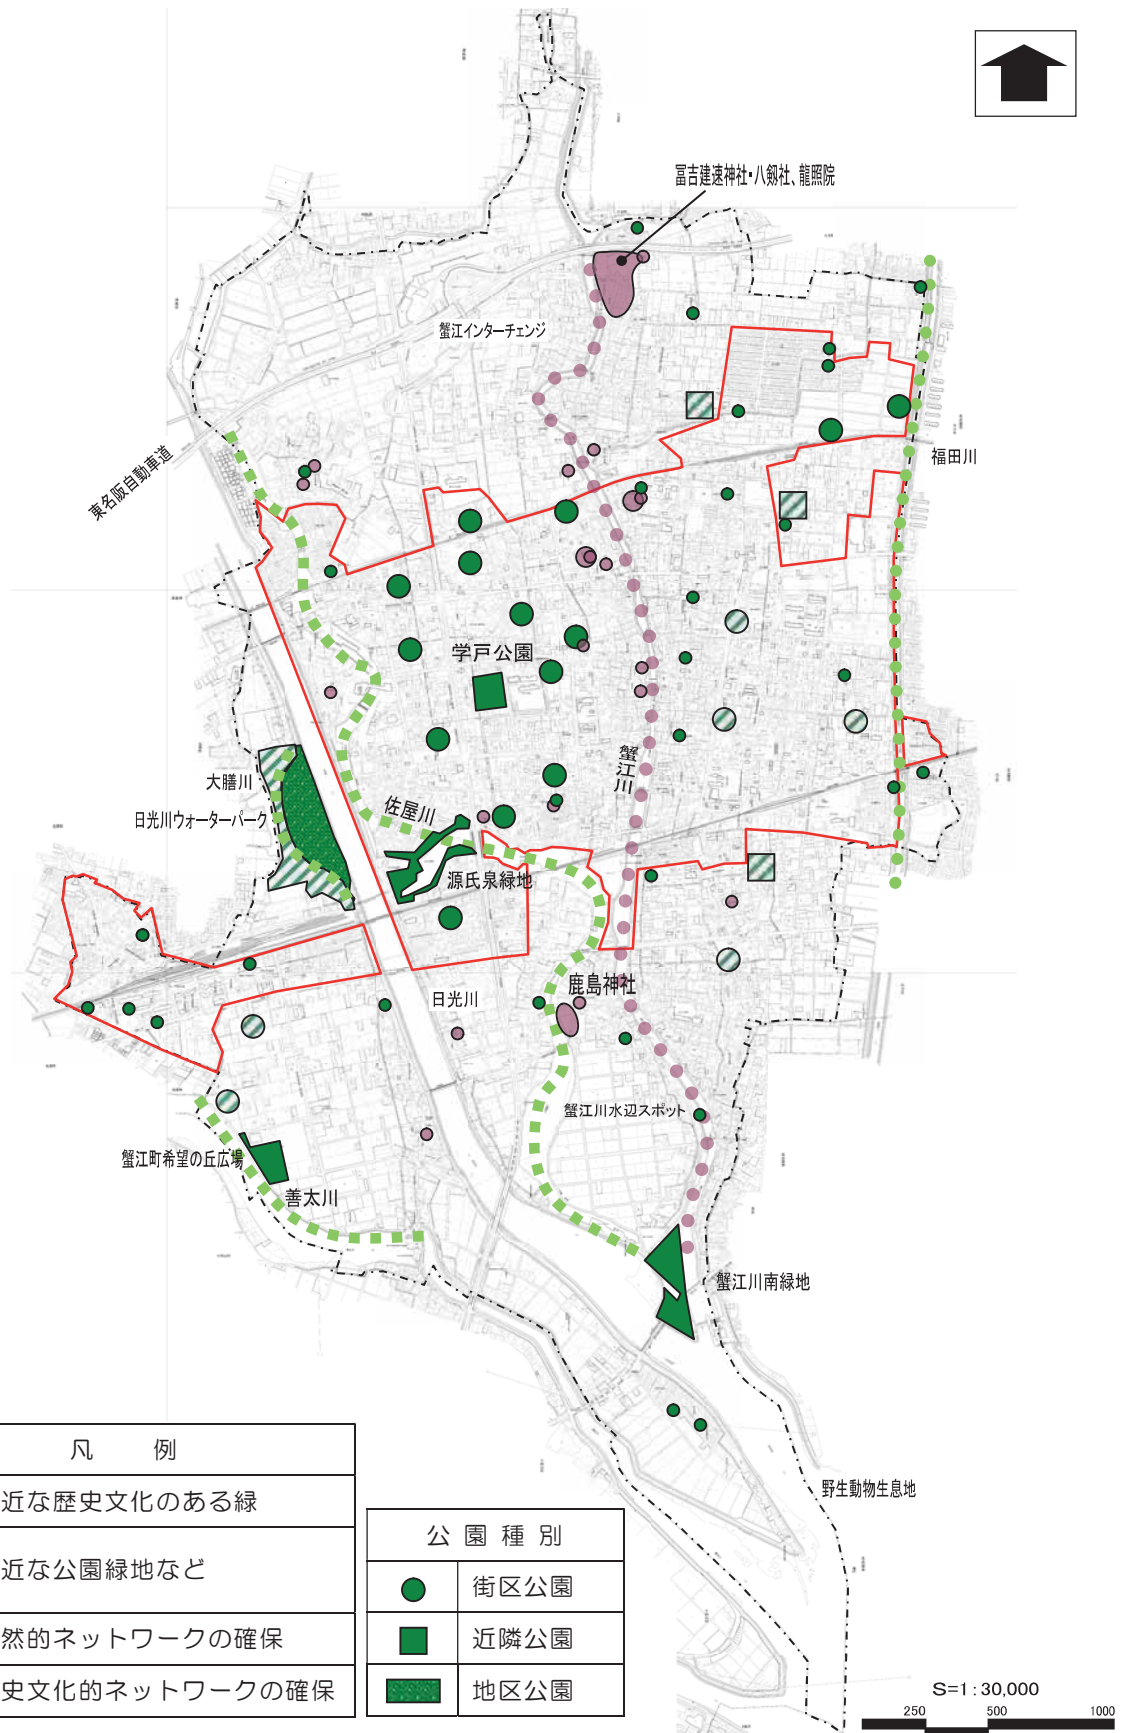 冨吉建速神社・八剱社、龍照院
蟹江インターチェンジ
東名阪自動車道
福田川
学戸公園
蟹江川
大膳川
佐屋川
日光川ウォーターパーク
源氏泉緑地
鹿島神社
日光川
蟹江川水辺スポット
蟹江町希望の丘広場
善太川
蟹江川南緑地
野生動物生息地
凡 例
近な歴史文化のある緑
近な公園緑地など
然的ネットワークの確保
史文化的ネットワークの確保
公園種別
街区公園
近隣公園
地区公園
S=1:30,000
250 500 1000